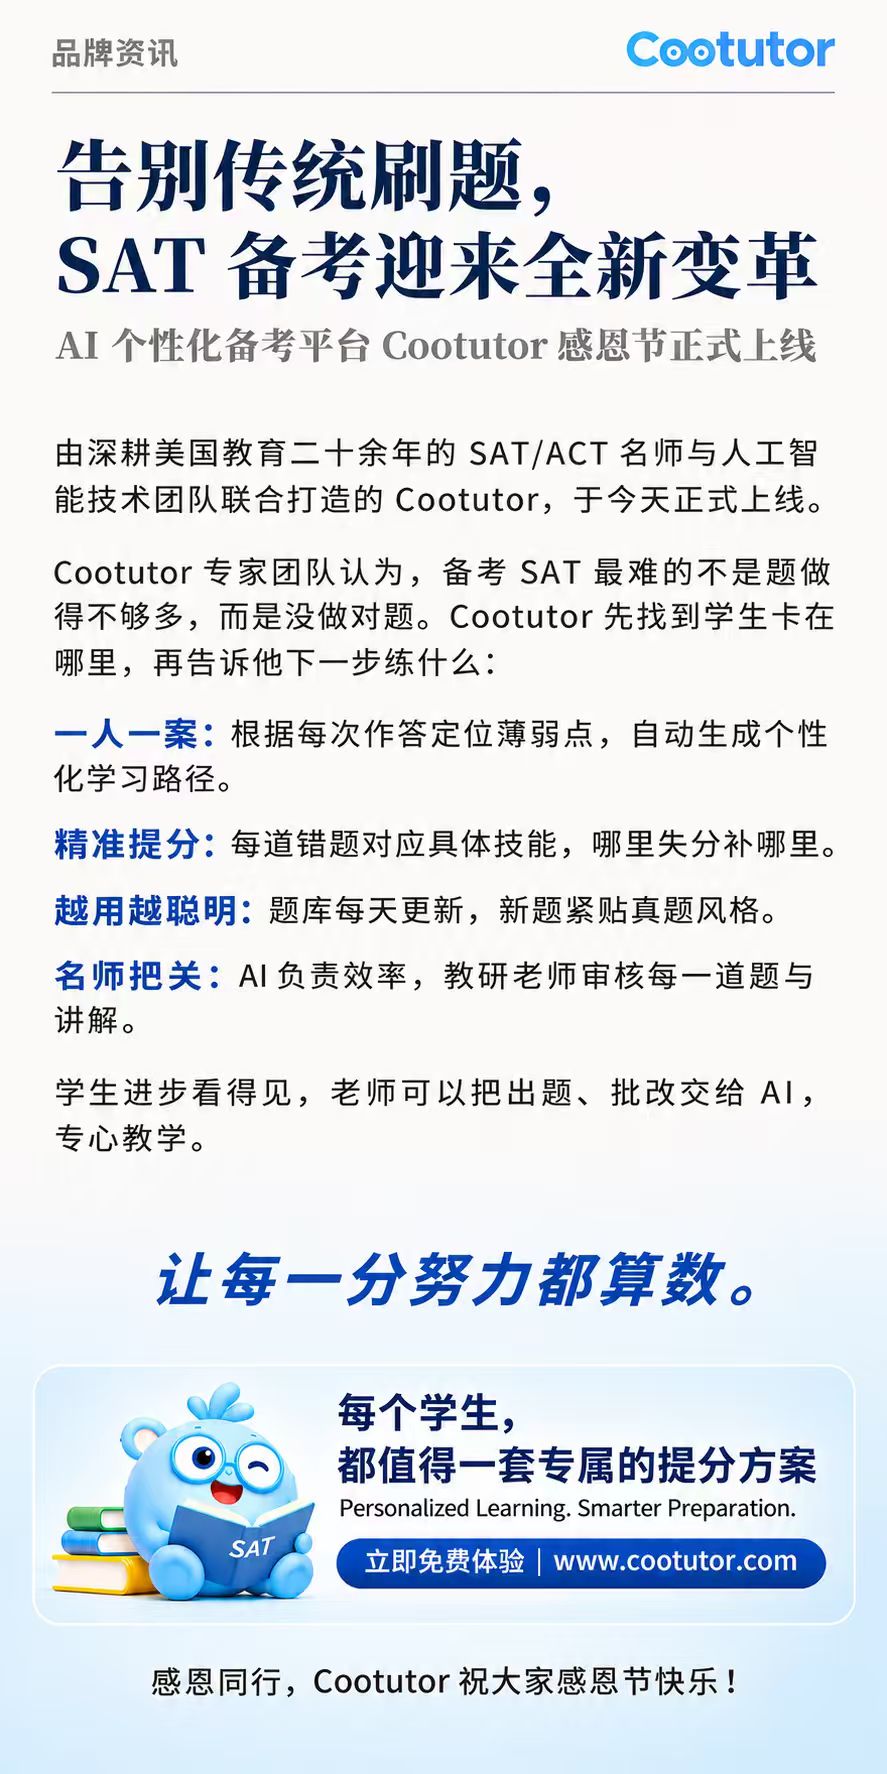 品牌资讯
Cootutor
告别传统刷题，
SAT 备考迎来全新变革
AI 个性化备考平台 Cootutor 感恩节正式上线
由深耕美国教育二十余年的 SAT/ACT 名师与人工智
能技术团队联合打造的 Cootutor，于今天正式上线。
Cootutor 专家团队认为，备考 SAT 最难的不是题做
得不够多，而是没做对题。Cootutor 先找到学生卡在
哪里，再告诉他下一步练什么：
一人一案：根据每次作答定位薄弱点，自动生成个性
化学习路径。
精准提分：每道错题对应具体技能，哪里失分补哪里。
越用越聪明：题库每天更新，新题紧贴真题风格。
名师把关：AI 负责效率，教研老师审核每一道题与
讲解。
学生进步看得见，老师可以把出题、批改交给 AI，
专心教学。
让每一分努力都算数。
每个学生，
都值得一套专属的提分方案
Personalized Learning. Smarter Preparation.
立即免费体验 | www.cootutor.com
SAT
感恩同行，Cootutor 祝大家感恩节快乐！